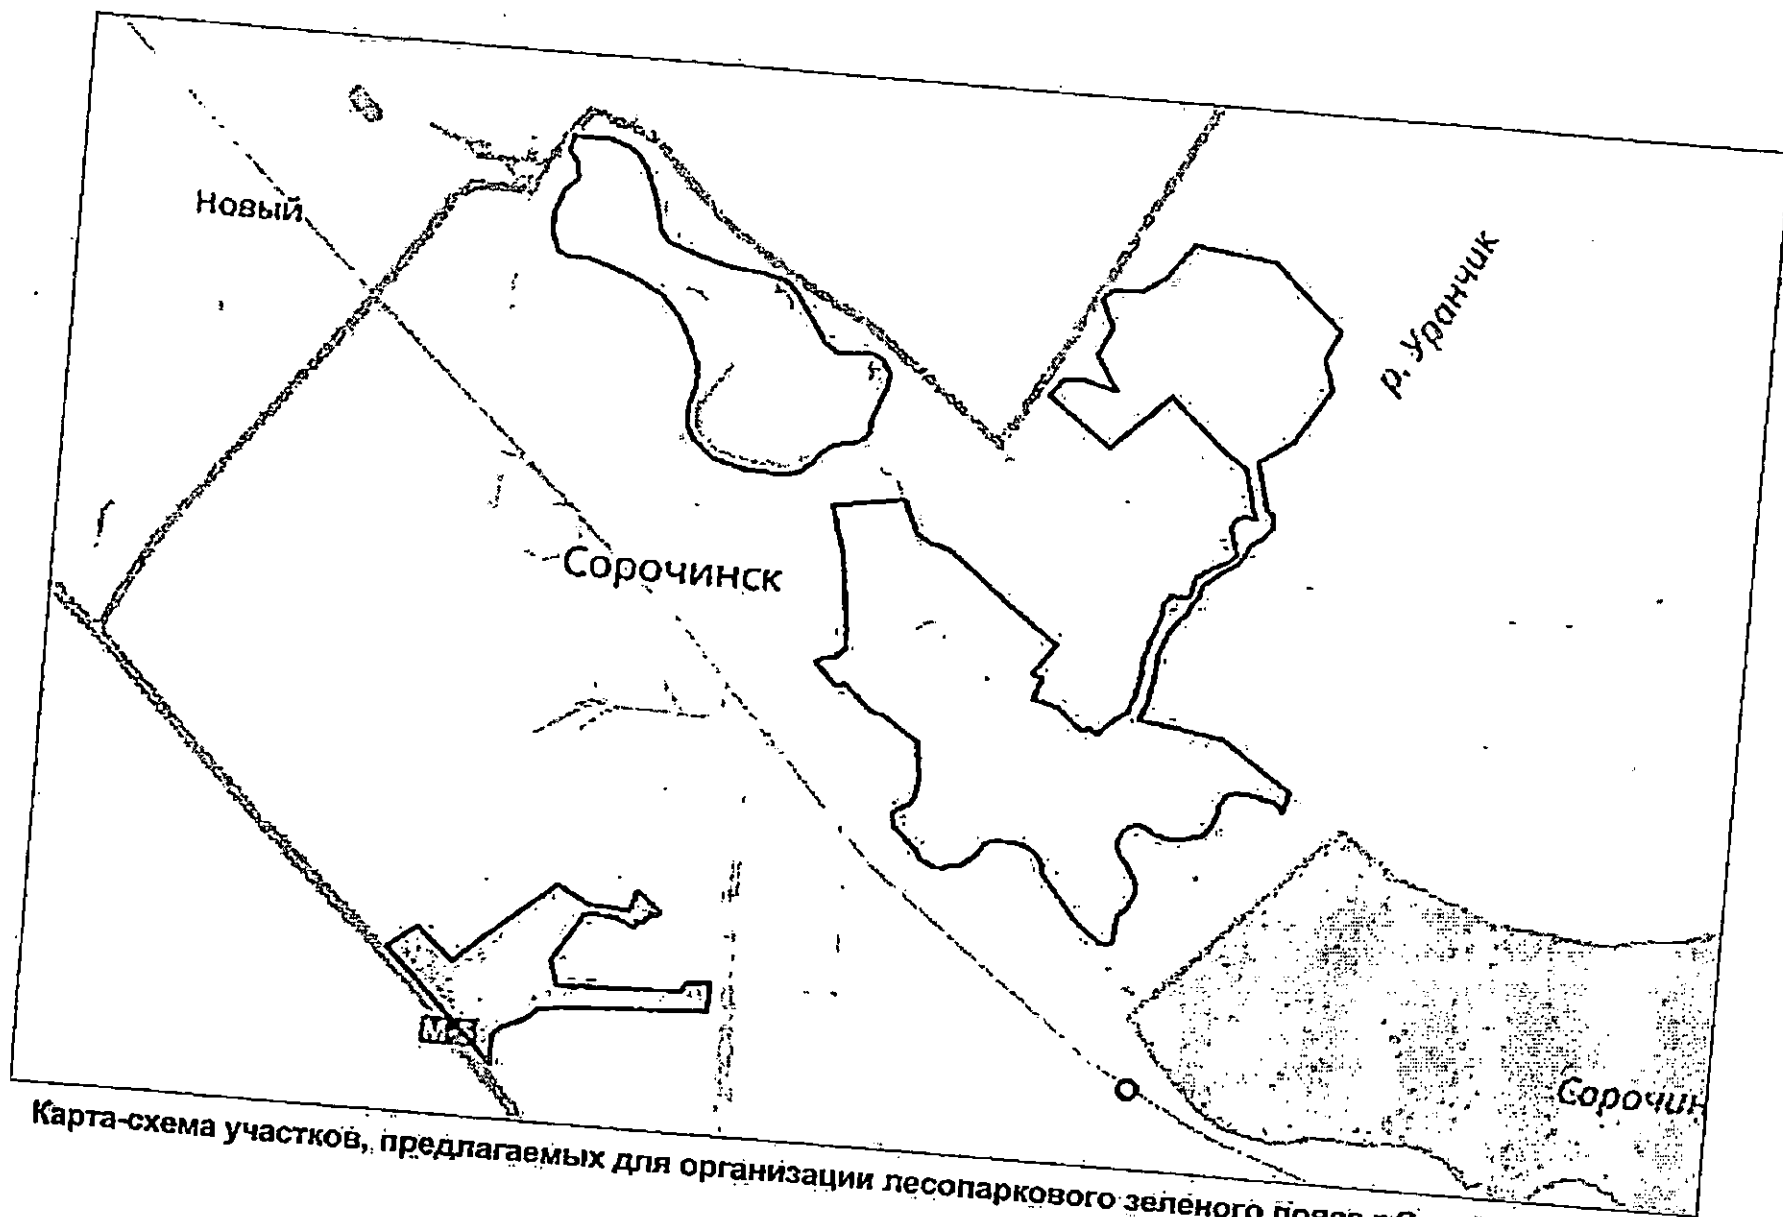 Новый
р. Уранчик
Сорочинск
М-5
Сорочин
Карта-схема участков, предлагаемых для организации лесопаркового зеленого